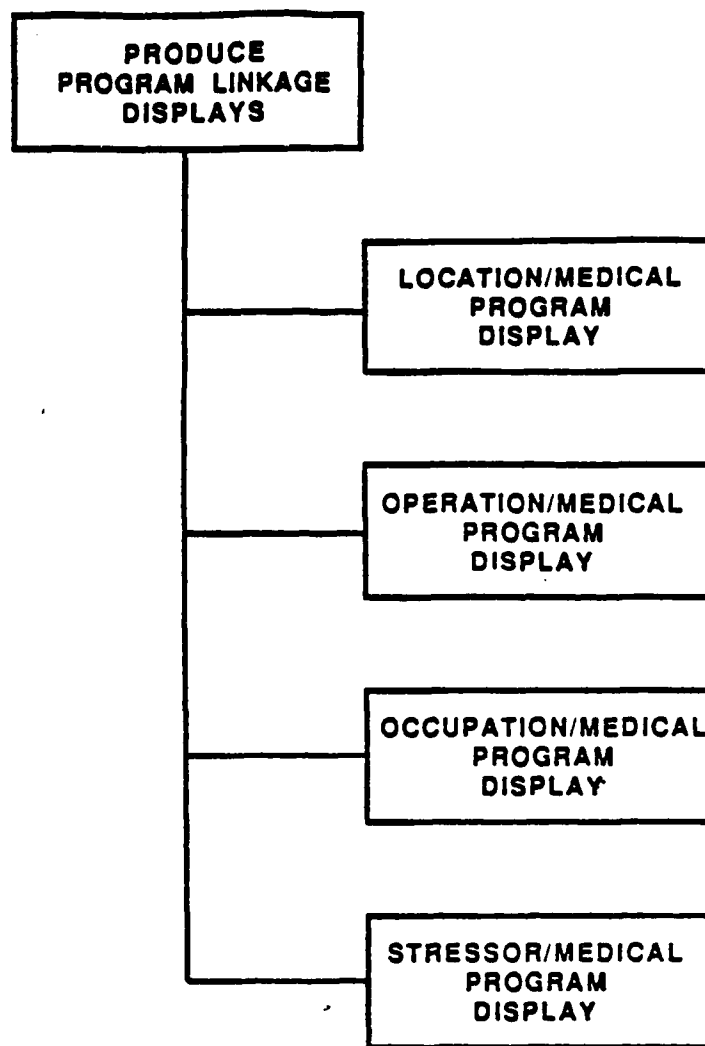 PRODUCE
PROGRAM LINKAGE
DISPLAYS
LOCATION/MEDICAL
PROGRAM
DISPLAY
OPERATION/MEDICAL
PROGRAM
DISPLAY
OCCUPATION/MEDICAL
PROGRAM
DISPLAY
STRESSOR/MEDICAL
PROGRAM
DISPLAY